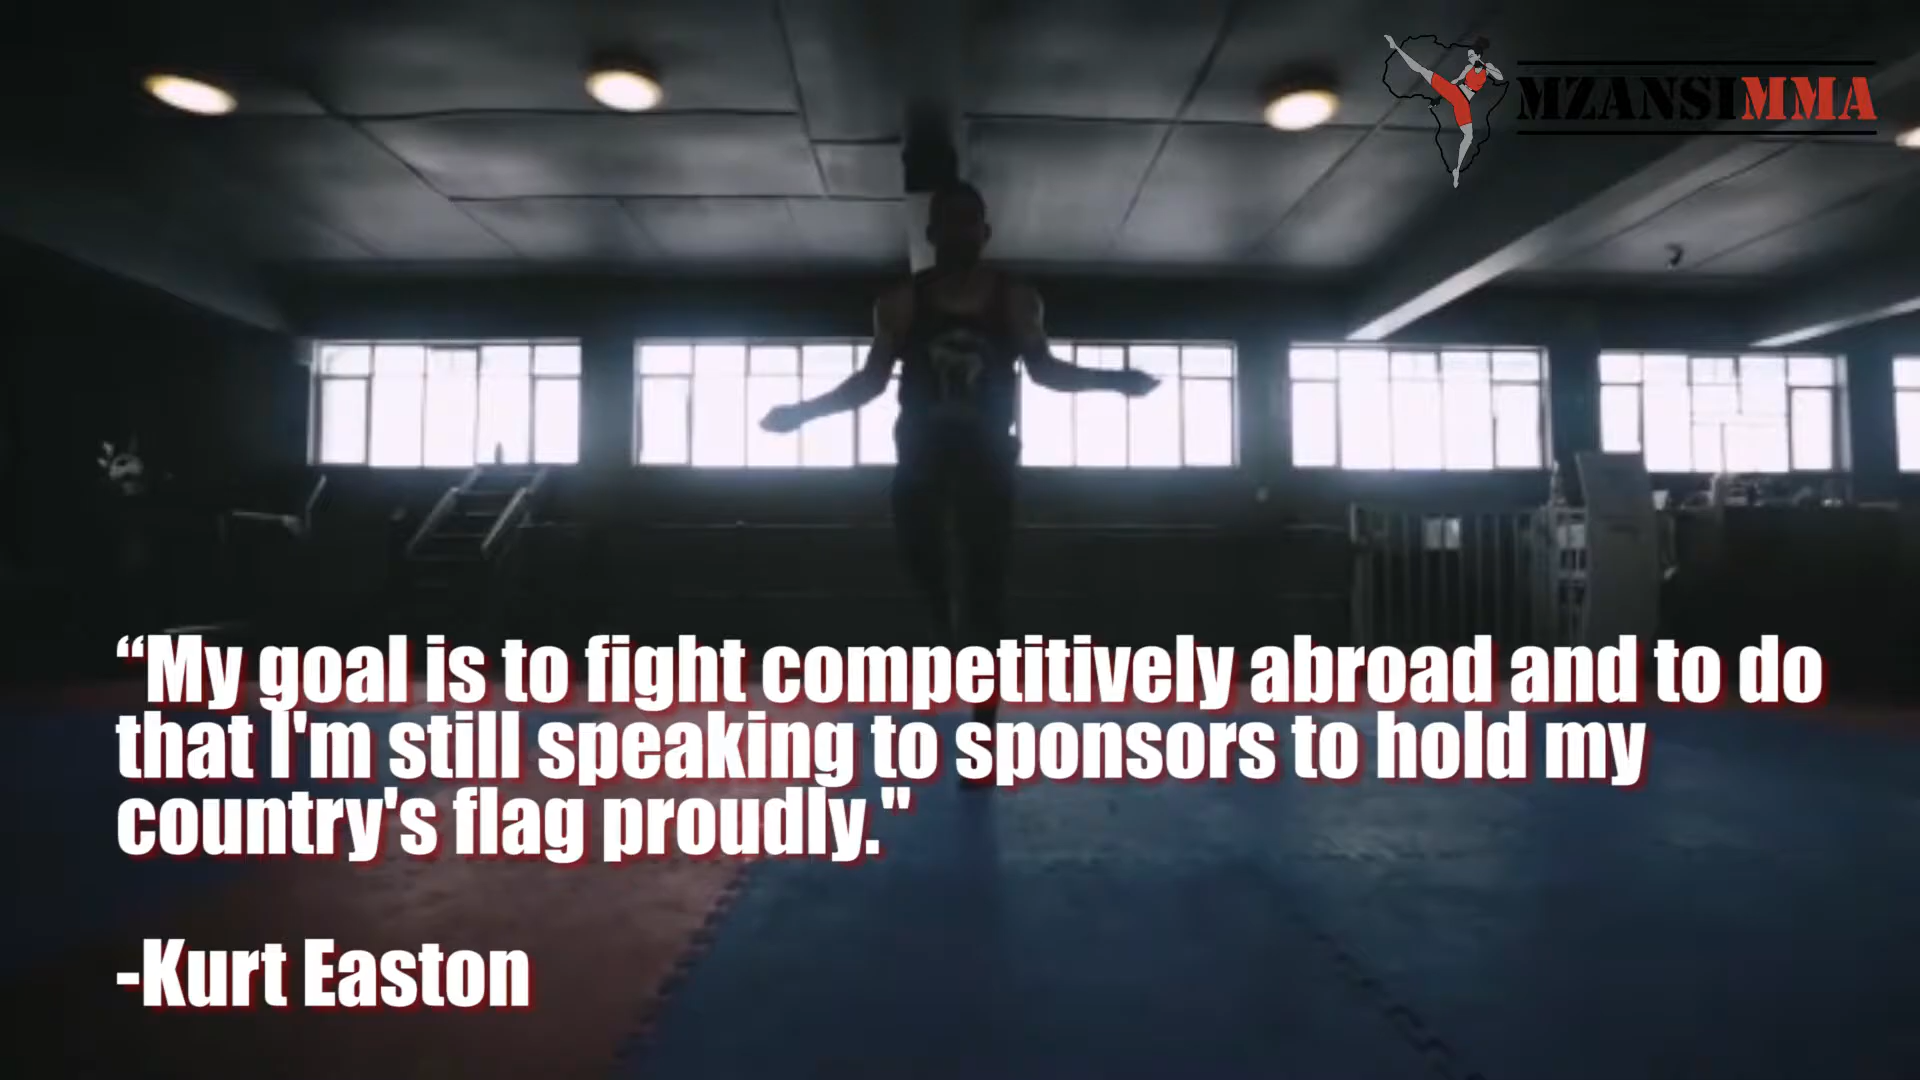 MZANSIMMA
“My goal is to fight competitively abroad and to do
that I'm still speaking to sponsors to hold my
country's flag proudly."
-Kurt Easton